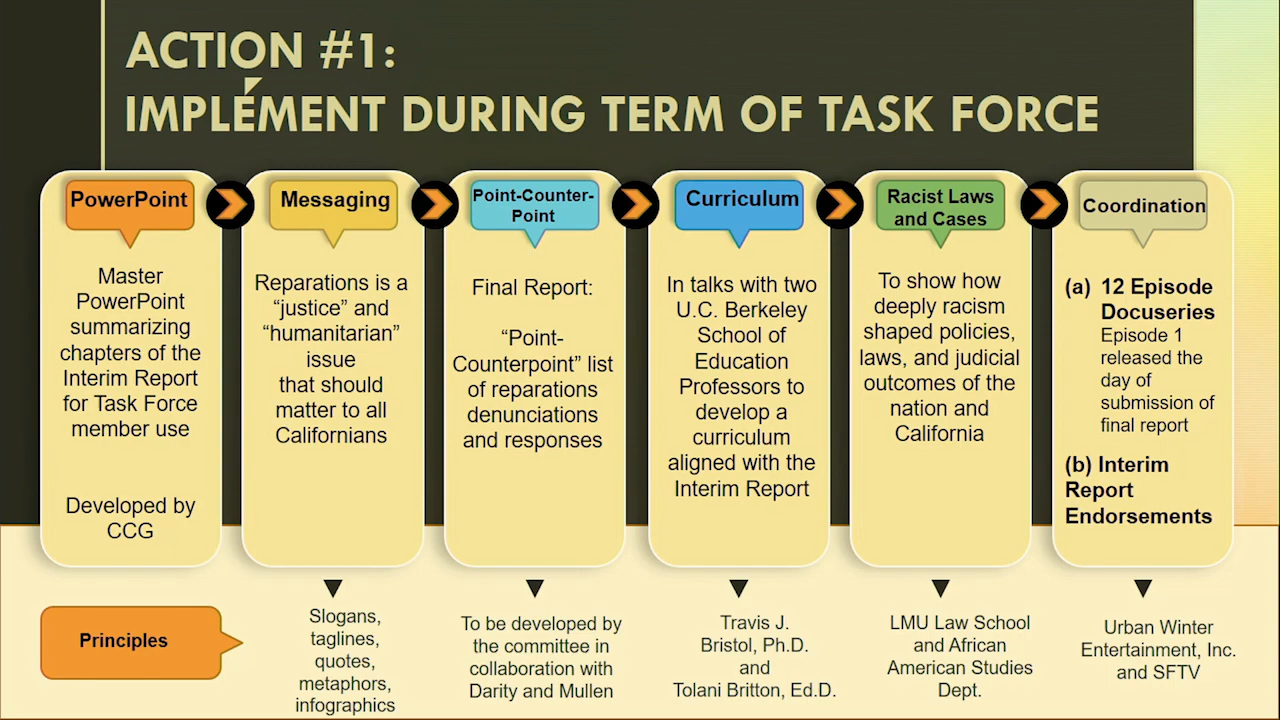 ACTION #1:
IMPLEMENT DURING TERM OF TASK FORCE
PowerPoint
Master
PowerPoint
summarizing
chapters of the
Interim Report
for Task Force
member use
Developed by
CCG
Messaging
Reparations is a
“justice” and
“humanitarian”
issue
that should
matter to all
Californians
Point-Counter-
Point
Final Report:
“Point-
Counterpoint” list
of reparations
denunciations
and responses
Curriculum
In talks with two
U.C. Berkeley
School of
Education
Professors to
develop a
curriculum
aligned with the
Interim Report
Racist Laws
and Cases
To show how
deeply racism
shaped policies,
laws, and judicial
outcomes of the
nation and
California
Coordination
(a) 12 Episode
Docuseries
Episode 1
released the
day of
submission of
final report
(b) Interim
Report
Endorsements
Principles
Slogans,
taglines,
quotes,
metaphors,
infographics
To be developed by
the committee in
collaboration with
Darity and Mullen
Travis J.
Bristol, Ph.D.
and
Tolani Britton, Ed.D.
LMU Law School
and African
American Studies
Dept.
Urban Winter
Entertainment, Inc.
and SFTV